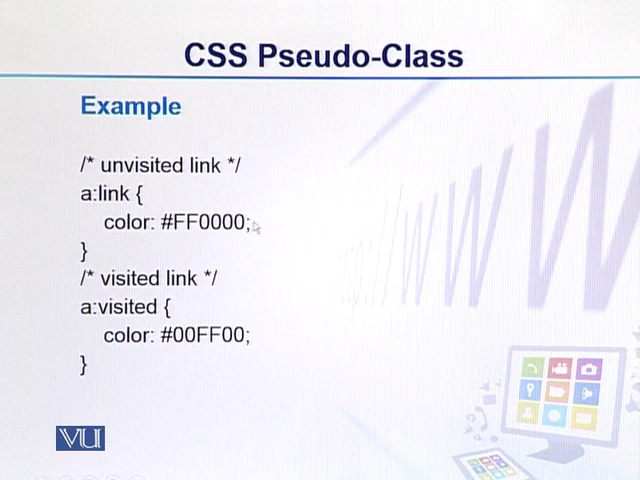 CSS Pseudo-Class
Example
/* unvisited link */
a:link {
color: #FF0000;
}
/* visited link */
a:visited {
color: #00FF00;
}
VU